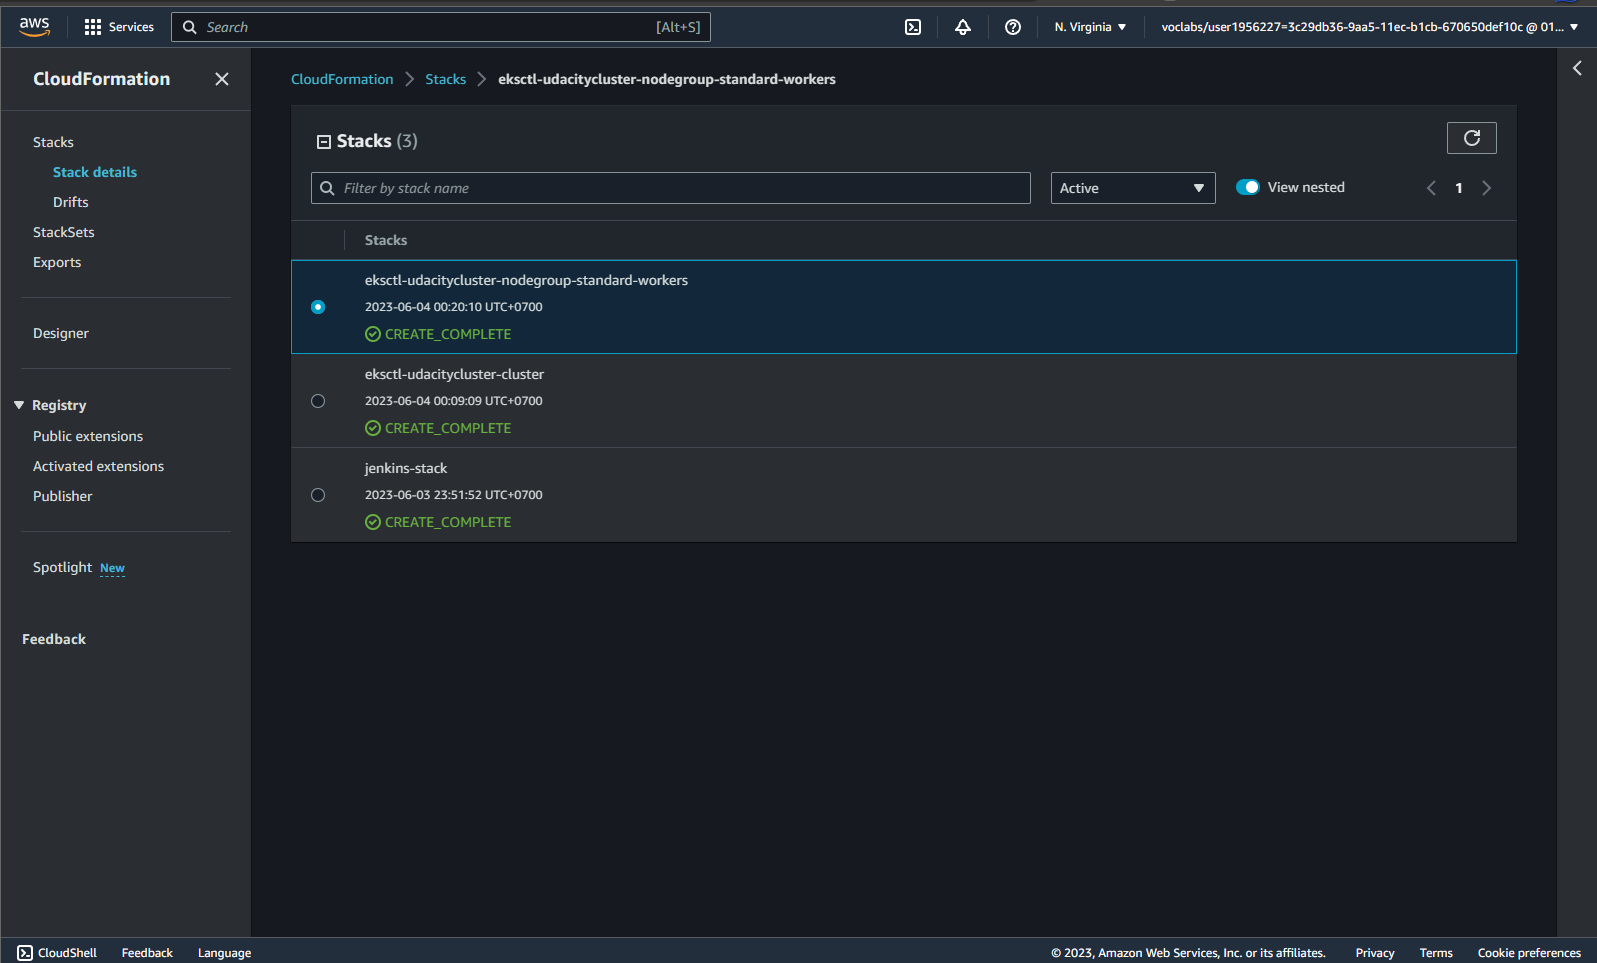 aws
Services
Search
[Alt+S]
N. Virginia
voclabs/user1956227=3c29db36-9aa5-11ec-b1cb-670650def10c @ 01...
CloudFormation
Stacks
Stack details
Drifts
StackSets
Exports
Designer
Registry
Public extensions
Activated extensions
Publisher
Spotlight New
Feedback
CloudFormation
Stacks
eksctl-udacitycluster-nodegroup-standard-workers
Stacks (3)
Filter by stack name
Active
View nested
1
Stacks
eksctl-udacitycluster-nodegroup-standard-workers
2023-06-04 00:20:10 UTC+0700
CREATE_COMPLETE
eksctl-udacitycluster-cluster
2023-06-04 00:09:09 UTC+0700
CREATE_COMPLETE
jenkins-stack
2023-06-03 23:51:52 UTC+0700
CREATE_COMPLETE
CloudShell
Feedback
Language
© 2023, Amazon Web Services, Inc. or its affiliates.
Privacy
Terms
Cookie preferences